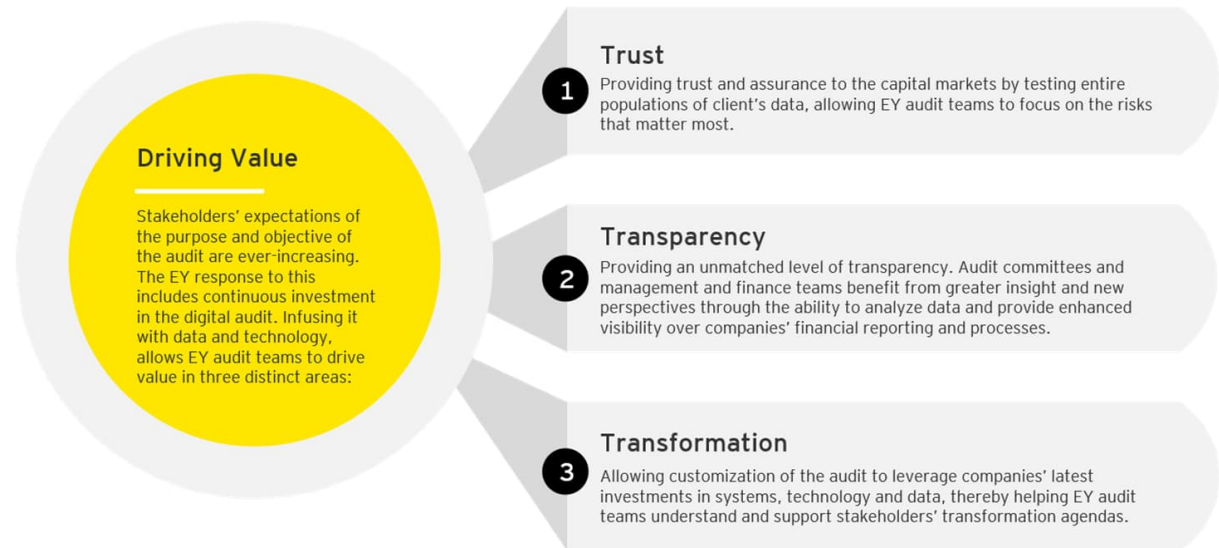 Driving Value
Stakeholders' expectations of
the purpose and objective of
the audit are ever-increasing.
The EY response to this
includes continuous investment
in the digital audit. Infusing it
with data and technology,
allows EY audit teams to drive
value in three distinct areas:
1
Trust
Providing trust and assurance to the capital markets by testing entire
populations of client's data, allowing EY audit teams to focus on the risks
that matter most.
2
Transparency
Providing an unmatched level of transparency. Audit committees and
management and finance teams benefit from greater insight and new
perspectives through the ability to analyze data and provide enhanced
visibility over companies' financial reporting and processes.
3
Transformation
Allowing customization of the audit to leverage companies' latest
investments in systems, technology and data, thereby helping EY audit
teams understand and support stakeholders' transformation agendas.